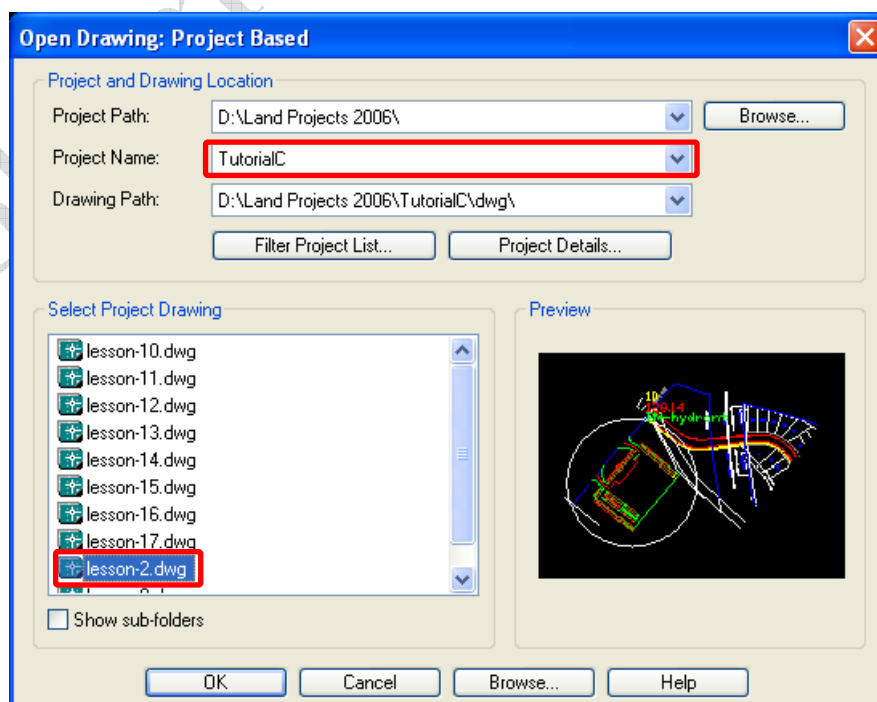 Open Drawing: Project Based
Project and Drawing Location
Project Path:
D:\Land Projects 2006\
Browse...
Project Name:
TutorialC
Drawing Path:
D:\Land Projects 2006\TutorialC\dwg\
Filter Project List...
Project Details...
Select Project Drawing
Preview
lesson-10.dwg
lesson-11.dwg
lesson-12.dwg
lesson-13.dwg
lesson-14.dwg
lesson-15.dwg
lesson-16.dwg
lesson-17.dwg
lesson-2.dwg
10
Show sub-folders
OK
Cancel
Browse...
Help